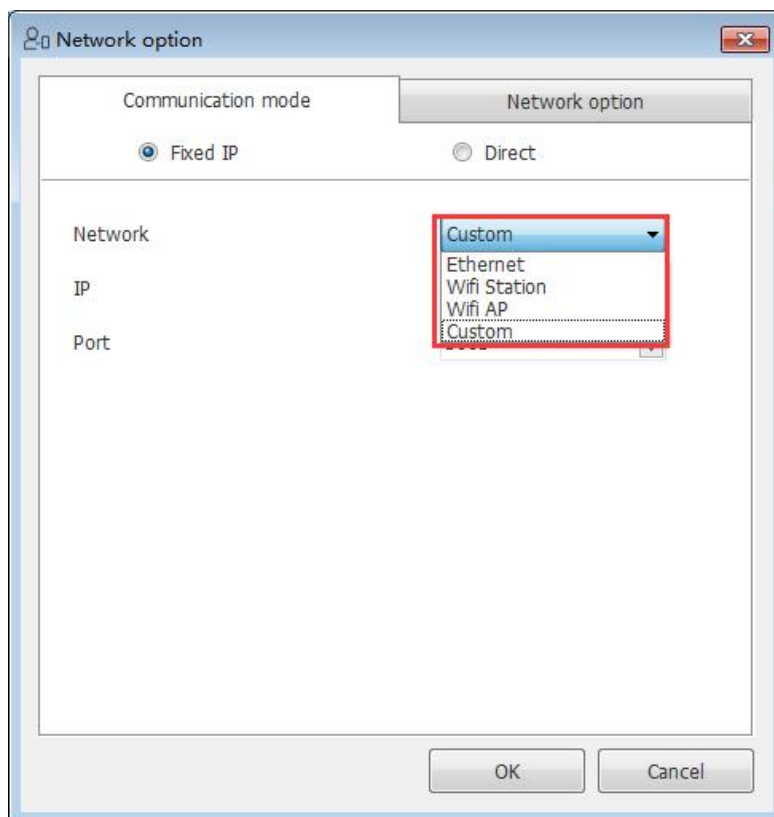 Network option
Communication mode Network option
Fixed IP Direct
Network Custom
Ethernet
IP Wifi Station
Wifi AP
Custom
Port
OK Cancel